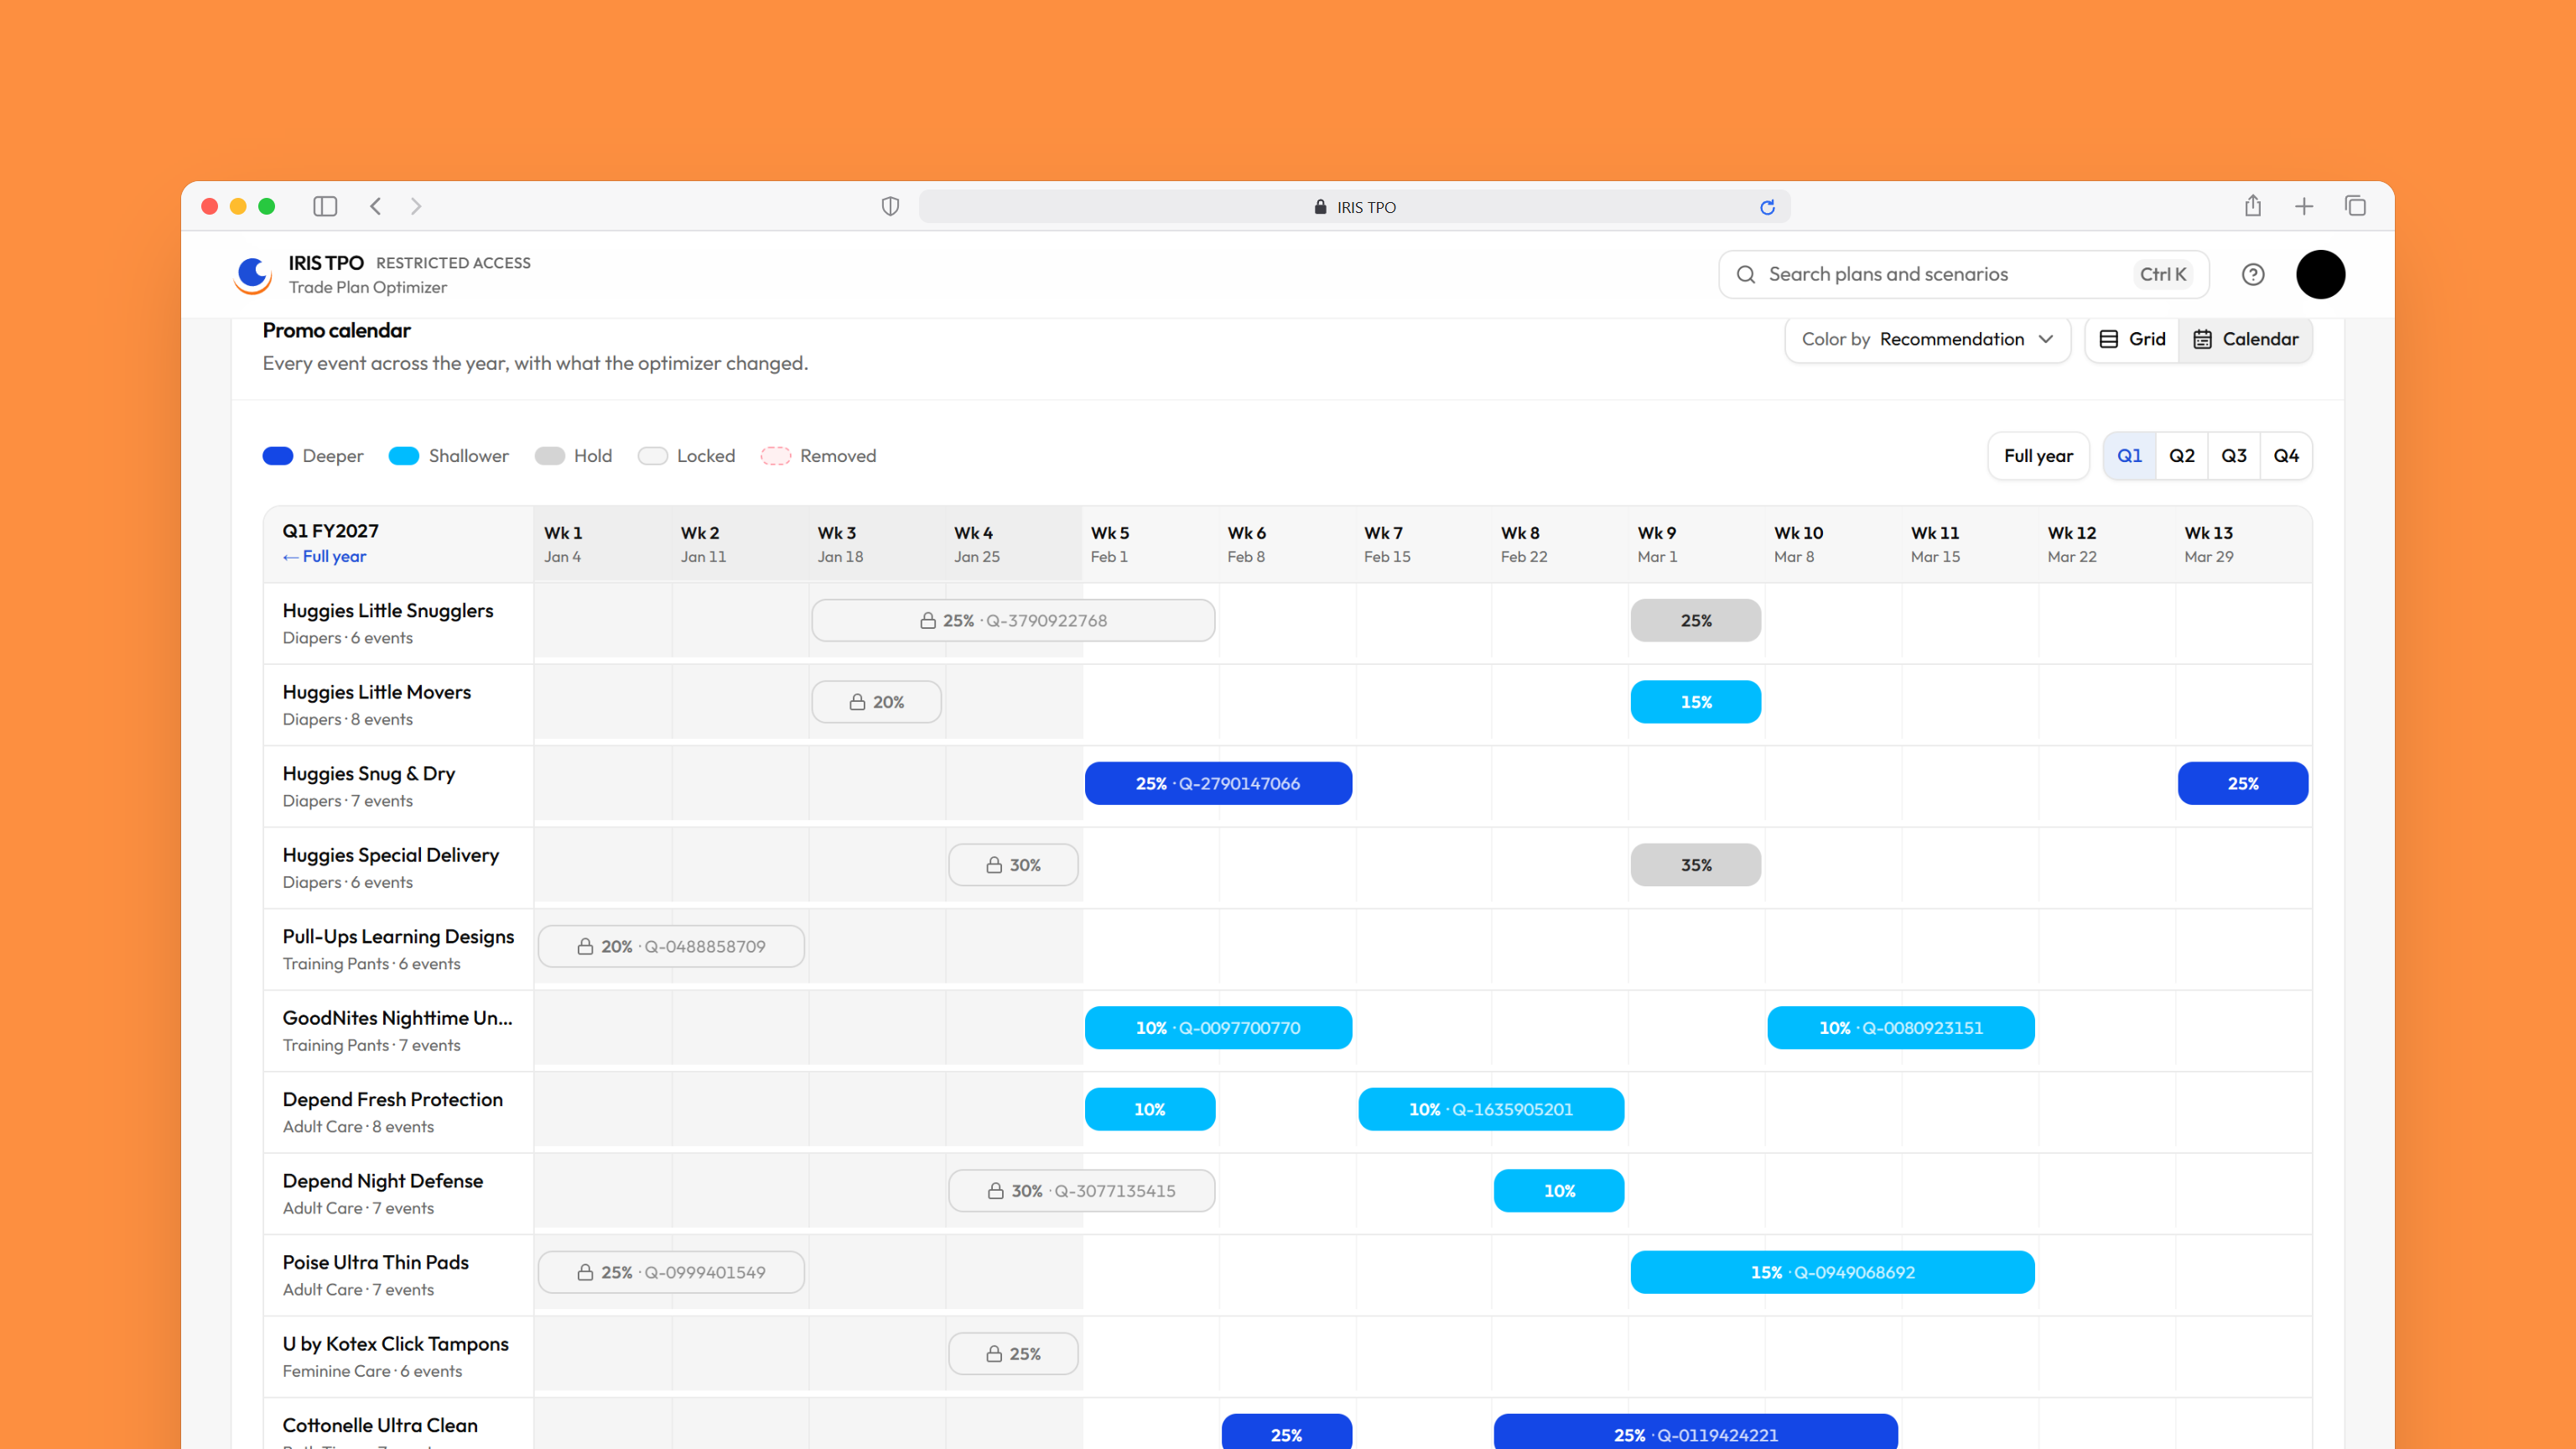 IRIS TPO
IRIS TPO RESTRICTED ACCESS
Trade Plan Optimizer
Search plans and scenarios Ctrl K
Promo calendar
Every event across the year, with what the optimizer changed.
Color by Recommendation Grid Calendar
Deeper Shallower Hold Locked Removed
Full year Q1 Q2 Q3 Q4
Q1 FY2027 Wk 1 Wk 2 Wk 3 Wk 4 Wk 5 Wk 6 Wk 7 Wk 8 Wk 9 Wk 10 Wk 11 Wk 12 Wk 13
← Full year Jan 4 Jan 11 Jan 18 Jan 25 Feb 1 Feb 8 Feb 15 Feb 22 Mar 1 Mar 8 Mar 15 Mar 22 Mar 29
Huggies Little Snugglers
Diapers · 6 events
25% · Q-3790922768 25%
Huggies Little Movers
Diapers · 8 events
20% 15%
Huggies Snug & Dry
Diapers · 7 events
25% · Q-2790147066 25%
Huggies Special Delivery
Diapers · 6 events
30% 35%
Pull-Ups Learning Designs
Training Pants · 6 events
20% · Q-0488858709
GoodNites Nighttime Un...
Training Pants · 7 events
10% · Q-0097700770 10% · Q-0080923151
Depend Fresh Protection
Adult Care · 8 events
10% 10% · Q-1635905201
Depend Night Defense
Adult Care · 7 events
30% · Q-3077135415 10%
Poise Ultra Thin Pads
Adult Care · 7 events
25% · Q-0999401549 15% · Q-0949068692
U by Kotex Click Tampons
Feminine Care · 6 events
25%
Cottonelle Ultra Clean
25% 25% · Q-0119424221